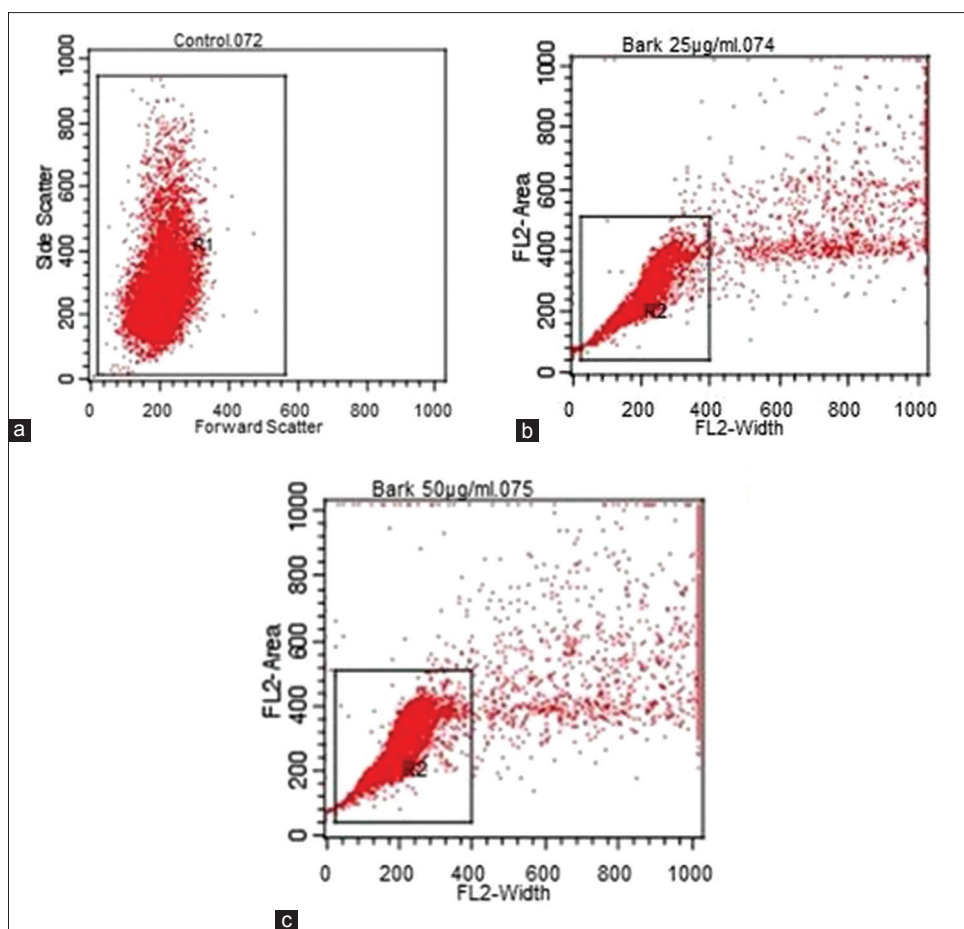 Control.072
1000
800
600
400
200
0
Side Scatter
R1
0 200 400 600 800 1000
Forward Scatter
a
Bark 25µg/ml.074
1000
800
600
400
200
0
FL2-Area
R2
0 200 400 600 800 1000
FL2-Width
b
Bark 50µg/ml.075
1000
800
600
400
200
0
FL2-Area
R2
0 200 400 600 800 1000
FL2-Width
c